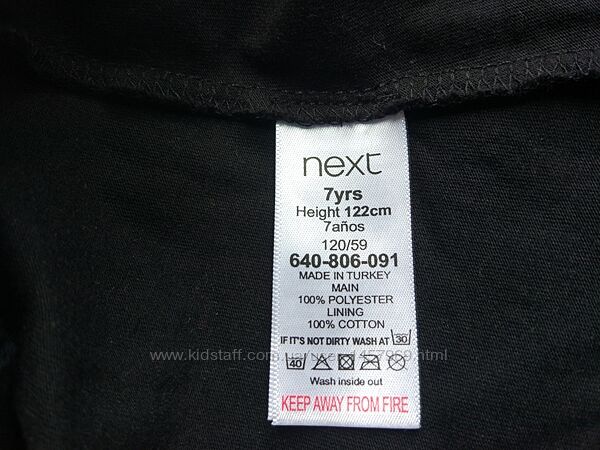 next
7yrs
Height 122cm
7años
120/59
640-806-091
MADE IN TURKEY
MAIN
100% POLYESTER
LINING
100% COTTON
IF IT'S NOT DIRTY WASH AT 30
40
Wash inside out
KEEP AWAY FROM FIRE